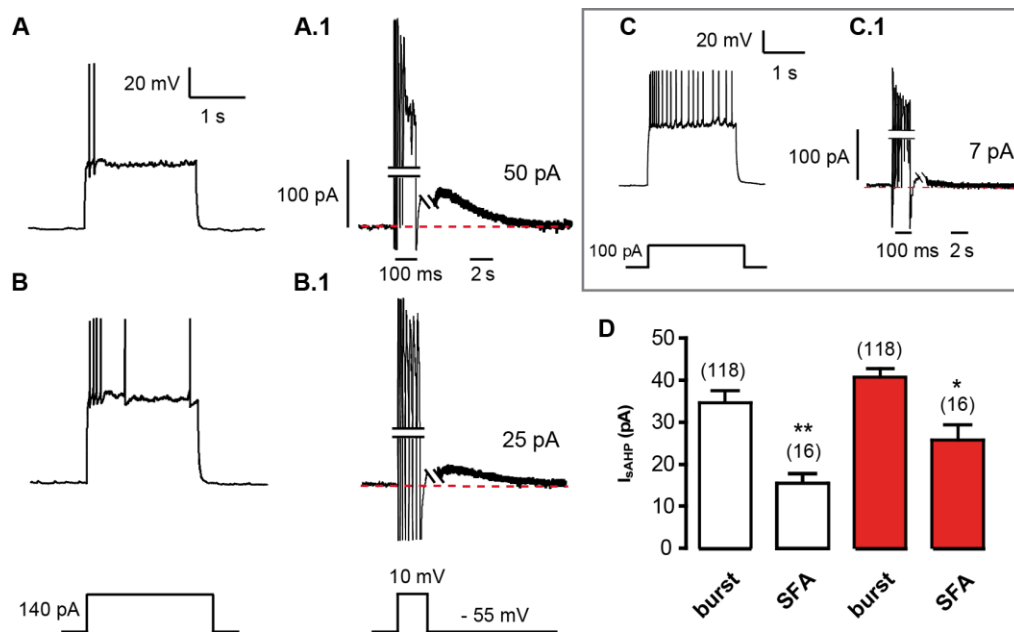 A
20 mV
1 s
A.1
100 pA
50 pA
100 ms
2 s
C
20 mV
1 s
100 pA
C.1
100 pA
7 pA
100 ms
2 s
B
140 pA
B.1
25 pA
10 mV
- 55 mV
D
I sAHP (pA)
50
40
30
20
10
0
(118)
**
(16)
(118)
*
(16)
burst
SFA
burst
SFA